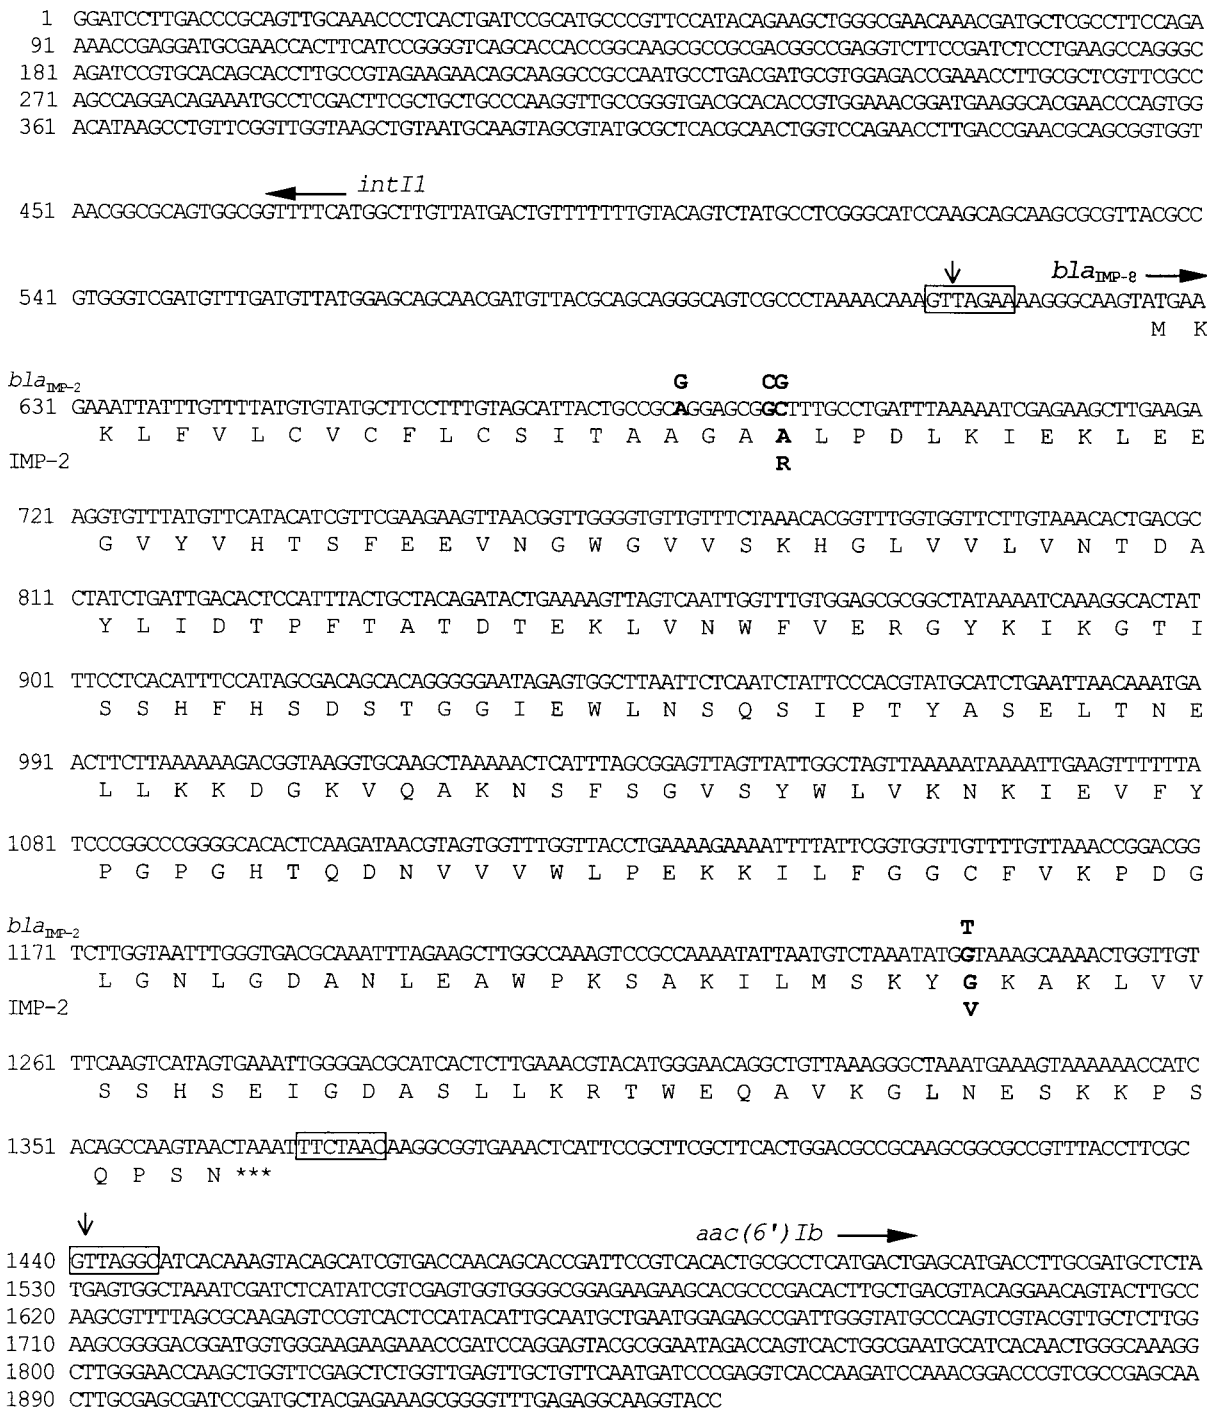 1 GGATCCTTGACCCGCAGTTGCAAACCCTCACTGATCCGCATGCCCGTTCCATACAGAAGCTGGGCGAACAAACGATGCTCGCCTTCCAGA
91 AAACCGAGGATGCGAACCACTTCATCCGGGGTCAGCACCACCGGCAAGCGCCGCGACGGCCGAGGTCTTCCGATCTCCTGAAGCCAGGGC
181 AGATCCGTGCACAGCACCTTGCCGTAGAAGAACAGCAAGGCCGCCAATGCCTGACGATGCGTGGAGACCGAAACCTTGCGCTCGTTCGCC
271 AGCCAGGACAGAAATGCCTCGACTTCGCTGCTGCCCAAGGTTGCCGGGTGACGCACACCGTGGAAACGGATGAAGGCACGAACCCAGTGG
361 ACATAAGCCTGTTCGGTTGGTAAGCTGTAATGCAAGTAGCGTATGCGCTCACGCAACTGGTCCAGAACCTTGACCGAACGCAGCGGTGGT
intI1
451 AACGGCGCAGTGGCGGTTTTCATGGCTTGTTATGACTGTTTTTTTGTACAGTCTATGCCTCGGGCATCCAAGCAGCAAGCGCGTTACGCC
blaIMP-8
541 GTGGGTCGATGTTTGATGTTATGGAGCAGCAACGATGTTACGCAGCAGGGCAGTCGCCCTAAAACAAAGTTAGAAAAGGGCAAGTATGAA
M K
blaIMP-2 G CG
631 GAAATTATTTGTTTTATGTGTATGCTTCCTTTGTAGCATTACTGCCGCAGGAGCGGCTTTGCCTGATTTAAAAATCGAGAAGCTTGAAGA
K L F V L C V C F L C S I T A A G A A L P D L K I E K L E E
IMP-2 R
721 AGGTGTTTATGTTCATACATCGTTCGAAGAAGTTAACGGTTGGGGTGTTGTTTCTAAACACGGTTTGGTGGTTCTTGTAAACACTGACGC
G V Y V H T S F E E V N G W G V V S K H G L V V L V N T D A
811 CTATCTGATTGACACTCCATTTACTGCTACAGATACTGAAAAGTTAGTCAATTGGTTTGTGGAGCGCGGCTATAAAATCAAAGGCACTAT
Y L I D T P F T A T D T E K L V N W F V E R G Y K I K G T I
901 TTCCTCACATTTCCATAGCGACAGCACAGGGGGAATAGAGTGGCTTAATTCTCAATCTATTCCCACGTATGCATCTGAATTAACAAATGA
S S H F H S D S T G G I E W L N S Q S I P T Y A S E L T N E
991 ACTTCTTAAAAAAGACGGTAAGGTGCAAGCTAAAAACTCATTTAGCGGAGTTAGTTATTGGCTAGTTAAAAATAAAATTGAAGTTTTTTA
L L K K D G K V Q A K N S F S G V S Y W L V K N K I E V F Y
1081 TCCCGGCCCGGGGCACACTCAAGATAACGTAGTGGTTTGGTTACCTGAAAAGAAAATTTTATTCGGTGGTTGTTTTGTTAAACCGGACGG
P G P G H T Q D N V V V W L P E K K I L F G G C F V K P D G
blaIMP-2 T
1171 TCTTGGTAATTTGGGTGACGCAAATTTAGAAGCTTGGCCAAAGTCCGCCAAAATATTAATGTCTAAATATGGTAAAGCAAAACTGGTTGT
L G N L G D A N L E A W P K S A K I L M S K Y G K A K L V V
IMP-2 V
1261 TTCAAGTCATAGTGAAATTGGGGACGCATCACTCTTGAAACGTACATGGGAACAGGCTGTTAAAGGGCTAAATGAAAGTAAAAAACCATC
S S H S E I G D A S L L K R T W E Q A V K G L N E S K K P S
1351 ACAGCCAAGTAACTAAATTTCTAACAAGGCGGTGAAACTCATTCCGCTTCGCTTCACTGGACGCCGCAAGCGGCGCCGTTTACCTTCGC
Q P S N ***
aac(6')Ib
1440 GTTAGGCATCACAAAGTACAGCATCGTGACCAACAGCACCGATTCCGTCACACTGCGCCTCATGACTGAGCATGACCTTGCGATGCTCTA
1530 TGAGTGGCTAAATCGATCTCATATCGTCGAGTGGTGGGGCGGAGAAGAAGCACGCCCGACACTTGCTGACGTACAGGAACAGTACTTGCC
1620 AAGCGTTTTAGCGCAAGAGTCCGTCACTCCATACATTGCAATGCTGAATGGAGAGCCGATTGGGTATGCCCAGTCGTACGTTGCTCTTGG
1710 AAGCGGGGACGGATGGTGGGAAGAAGAAACCGATCCAGGAGTACGCGGAATAGACCAGTCACTGGCGAATGCATCACAACTGGGCAAAGG
1800 CTTGGGAACCAAGCTGGTTCGAGCTCTGGTTGAGTTGCTGTTCAATGATCCCGAGGTCACCAAGATCCAAACGGACCCGTCGCCGAGCAA
1890 CTTGCGAGCGATCCGATGCTACGAGAAAGCGGGGTTTGAGAGGCAAGGTACC